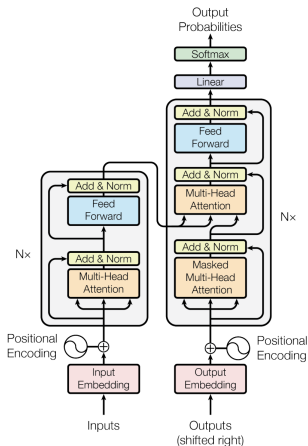 Output
Probabilities
Softmax
Linear
Add & Norm
Feed
Forward
Add & Norm
Multi-Head
Attention
Add & Norm
Masked
Multi-Head
Attention
N×
Add & Norm
Feed
Forward
N×
Add & Norm
Multi-Head
Attention
Positional
Encoding
Positional
Encoding
Input
Embedding
Output
Embedding
Inputs
Outputs
(shifted right)